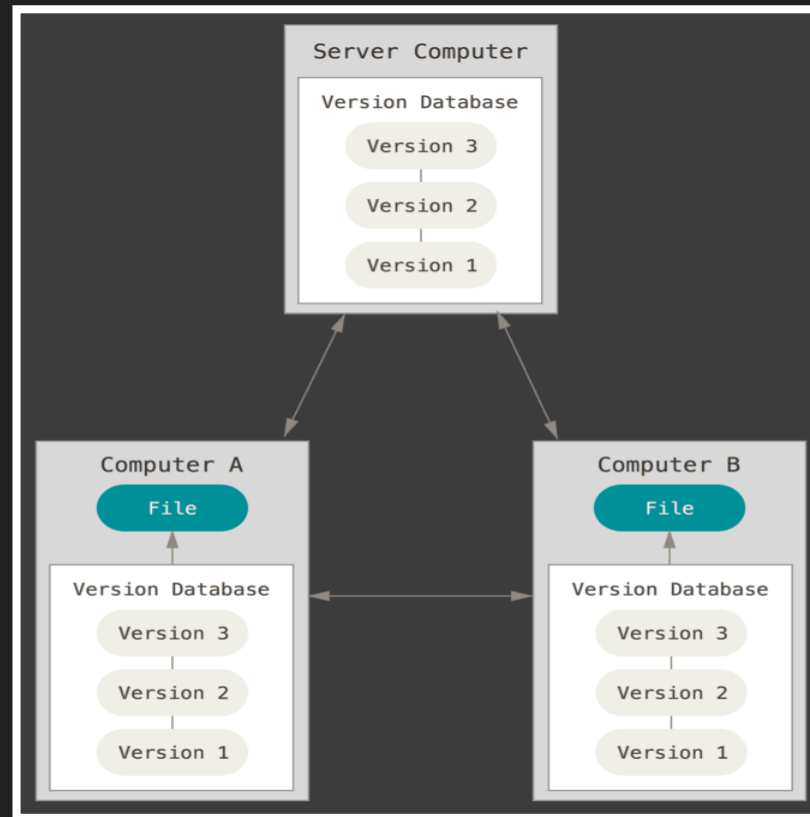 Server Computer
Version Database
Version 3
Version 2
Version 1
Computer A
File
Version Database
Version 3
Version 2
Version 1
Computer B
File
Version Database
Version 3
Version 2
Version 1